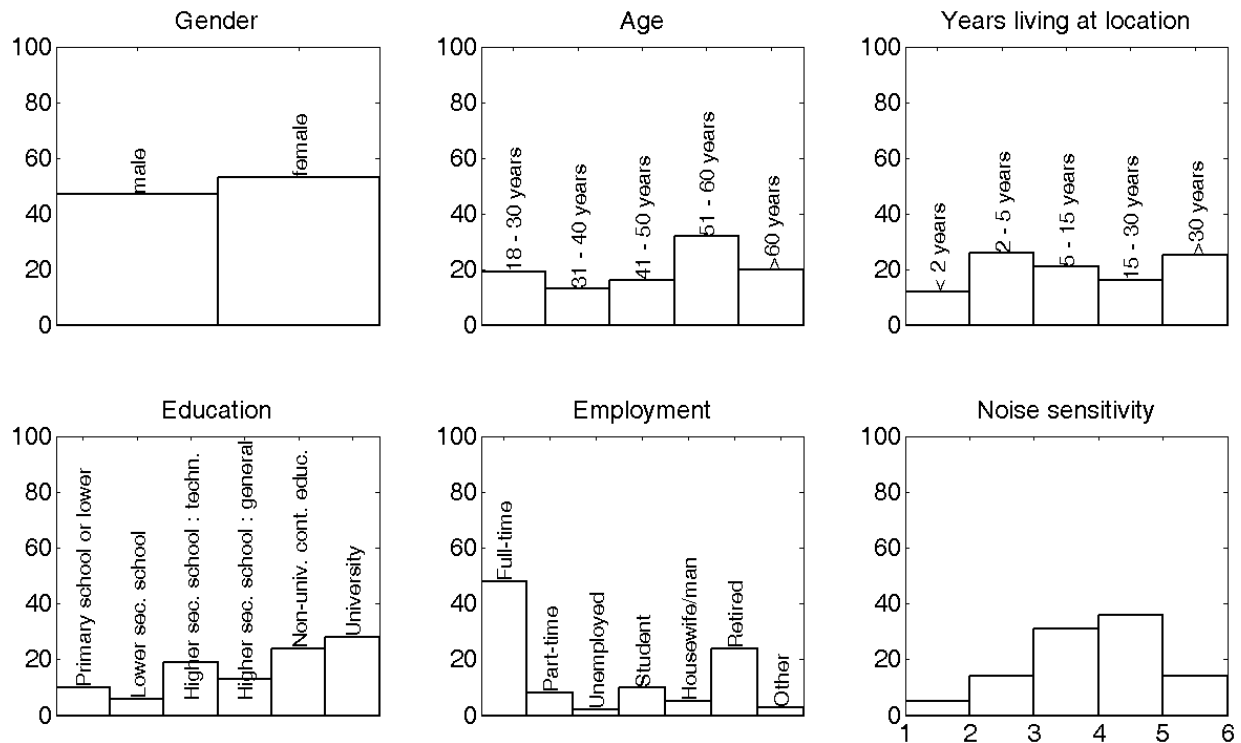 Gender
100
80
60
40
20
0
male
female
Age
100
80
60
40
20
0
18 - 30 years
31 - 40 years
41 - 50 years
51 - 60 years
>60 years
Years living at location
100
80
60
40
20
0
< 2 years
2 - 5 years
5 - 15 years
15 - 30 years
>30 years
Education
100
80
60
40
20
0
Primary school or lower
Lower sec. school
Higher sec. school : techn.
Higher sec. school : general
Non-univ. cont. educ.
University
Employment
100
80
60
40
20
0
Full-time
Part-time
Unemployed
Student
Housewife/man
Retired
Other
Noise sensitivity
100
80
60
40
20
0
1 2 3 4 5 6